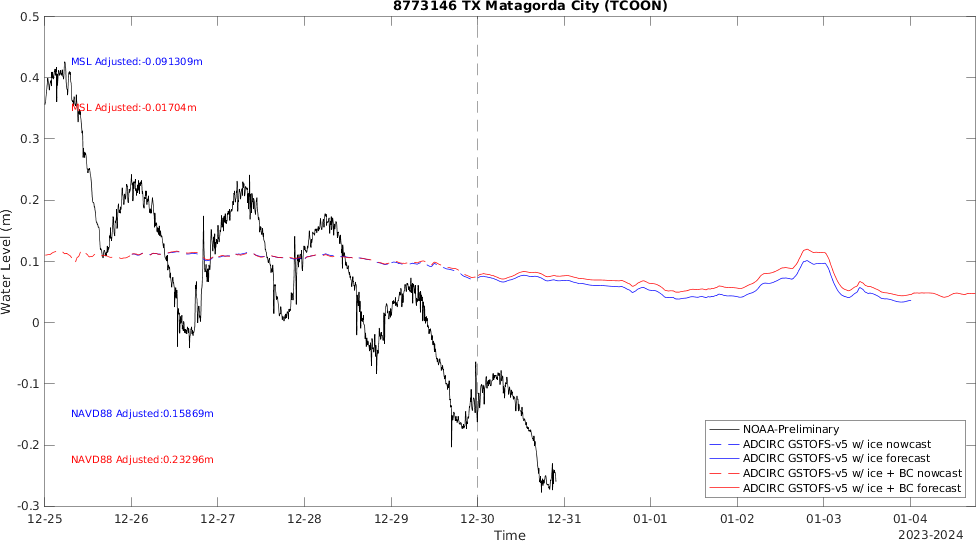 8773146 TX Matagorda City (TCOON)
0.5
0.4
0.3
0.2
0.1
0
-0.1
-0.2
-0.3
Water Level (m)
MSL Adjusted:-0.091309m
MSL Adjusted:-0.01704m
NAVD88 Adjusted:0.15869m
NAVD88 Adjusted:0.23296m
NOAA-Preliminary
ADCIRC GSTOFS-v5 w/ ice nowcast
ADCIRC GSTOFS-v5 w/ ice forecast
ADCIRC GSTOFS-v5 w/ ice + BC nowcast
ADCIRC GSTOFS-v5 w/ ice + BC forecast
12-25 12-26 12-27 12-28 12-29 12-30 12-31 01-01 01-02 01-03 01-04
Time
2023-2024